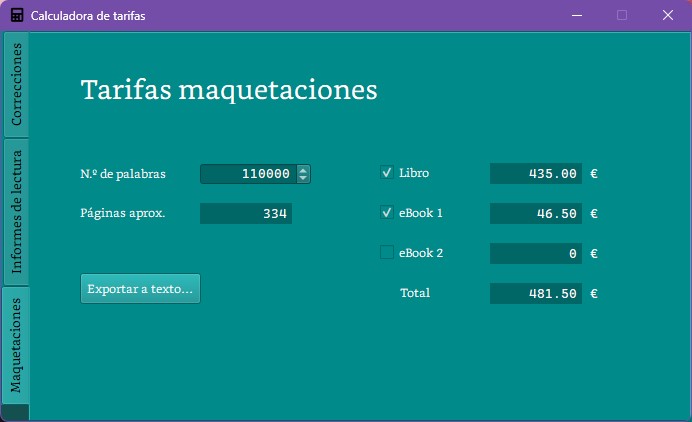 Calculadora de tarifas
Correcciones
Informes de lectura
Maquetaciones
Tarifas maquetaciones
N.º de palabras 110000
Páginas aprox. 334
Exportar a texto...
Libro 435.00 €
eBook 1 46.50 €
eBook 2 0 €
Total 481.50 €